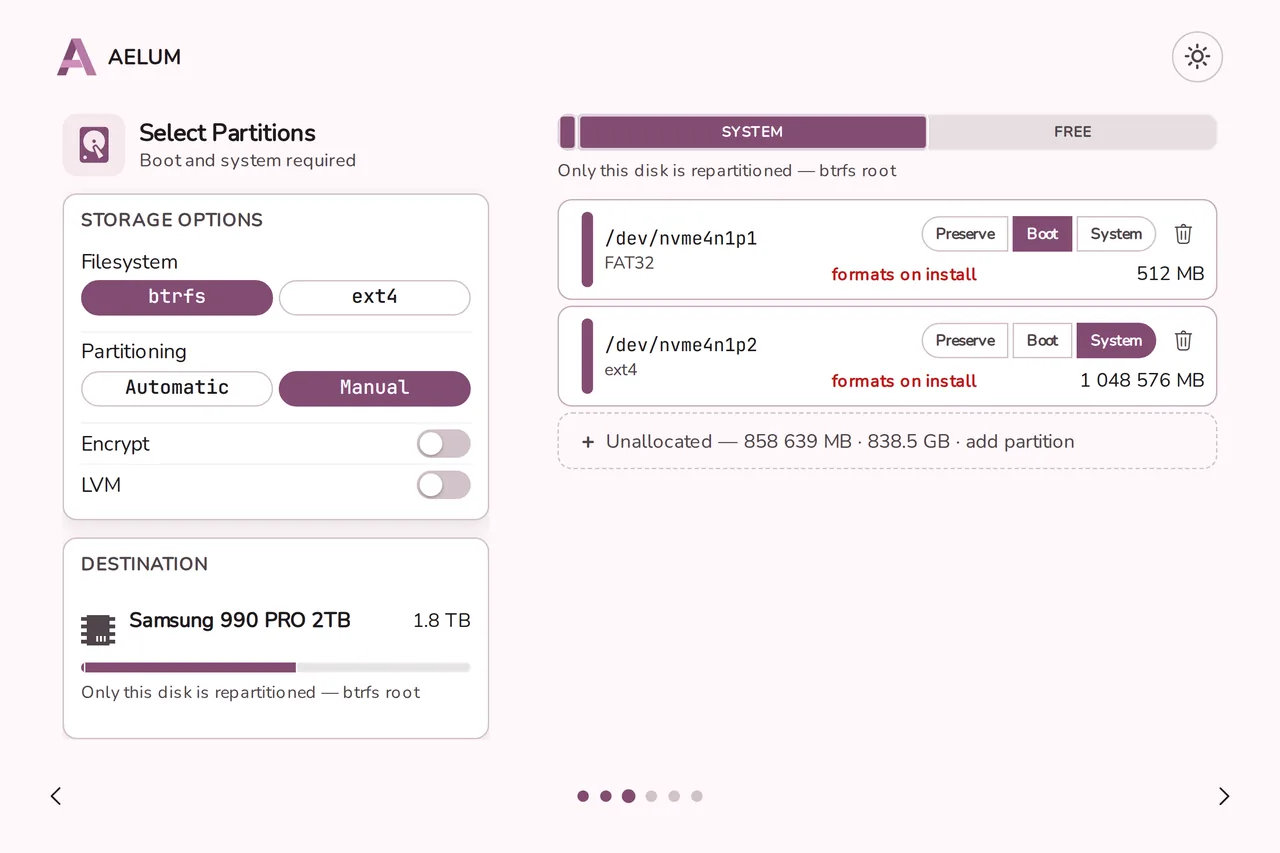 AELUM
Select Partitions
Boot and system required
STORAGE OPTIONS
Filesystem
btrfs ext4
Partitioning
Automatic Manual
Encrypt
LVM
DESTINATION
Samsung 990 PRO 2TB 1.8 TB
Only this disk is repartitioned — btrfs root
SYSTEM FREE
Only this disk is repartitioned — btrfs root
/dev/nvme4n1p1 Preserve Boot System
FAT32 formats on install 512 MB
/dev/nvme4n1p2 Preserve Boot System
ext4 formats on install 1 048 576 MB
+ Unallocated — 858 639 MB · 838.5 GB · add partition